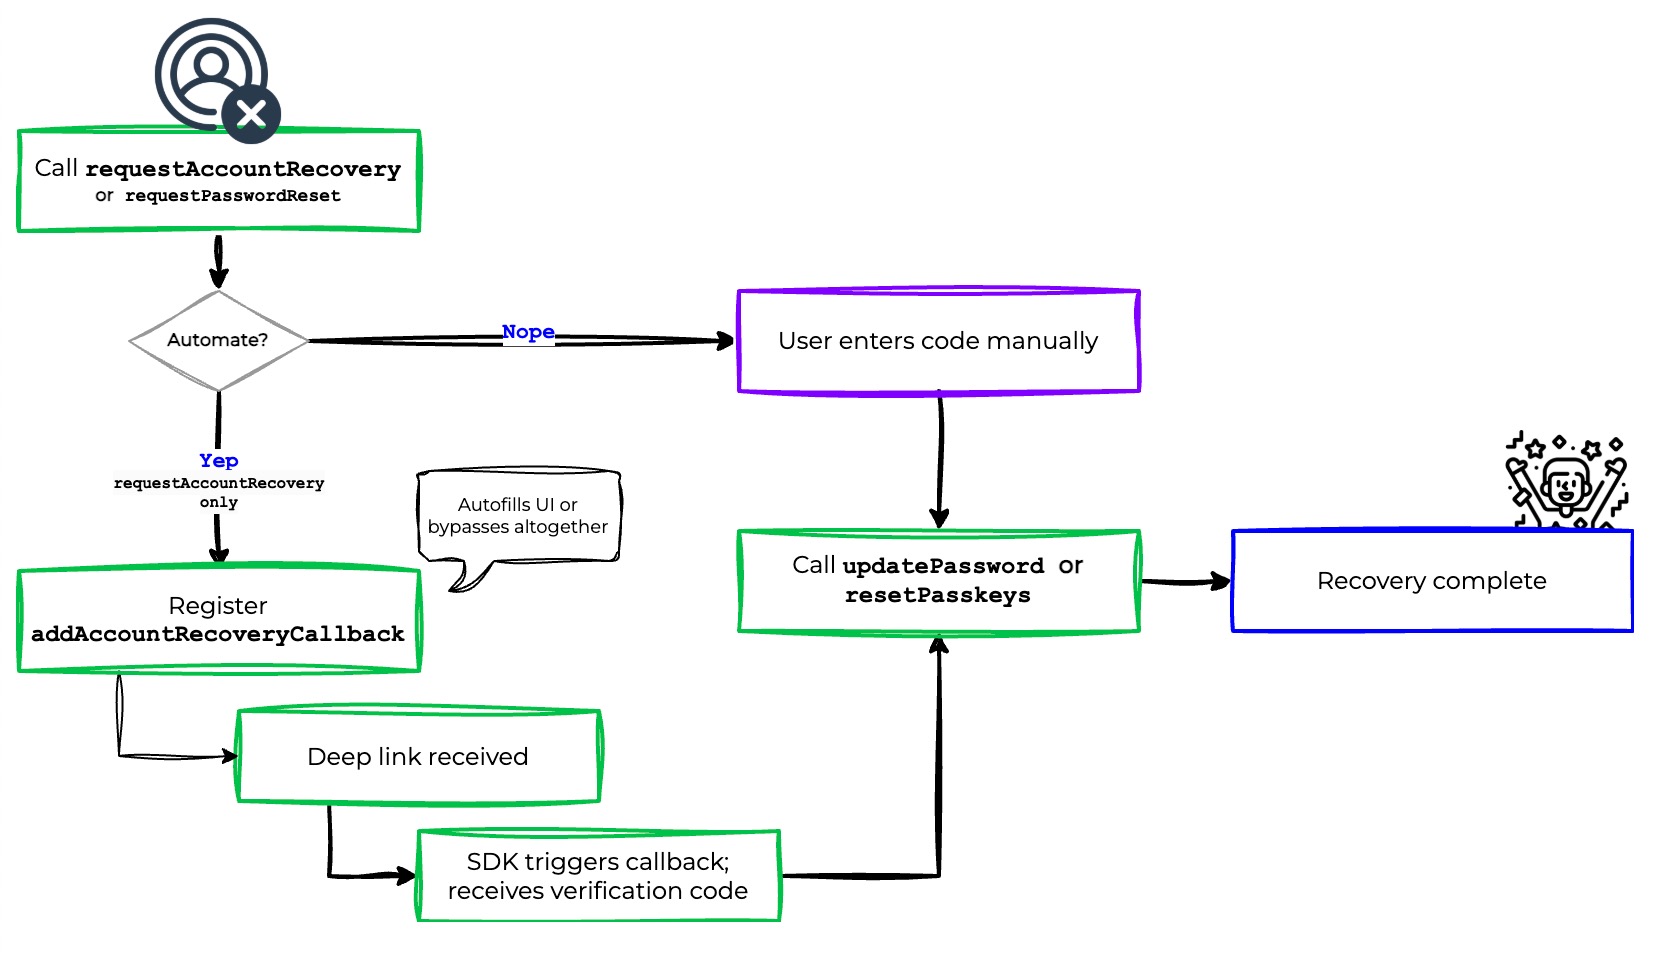 Call requestAccountRecovery
or requestPasswordReset
Automate?
Nope
User enters code manually
Yep
requestAccountRecovery
only
Autofills UI or
bypasses altogether
Register
addAccountRecoveryCallback
Call updatePassword or
resetPasskeys
Recovery complete
Deep link received
SDK triggers callback;
receives verification code